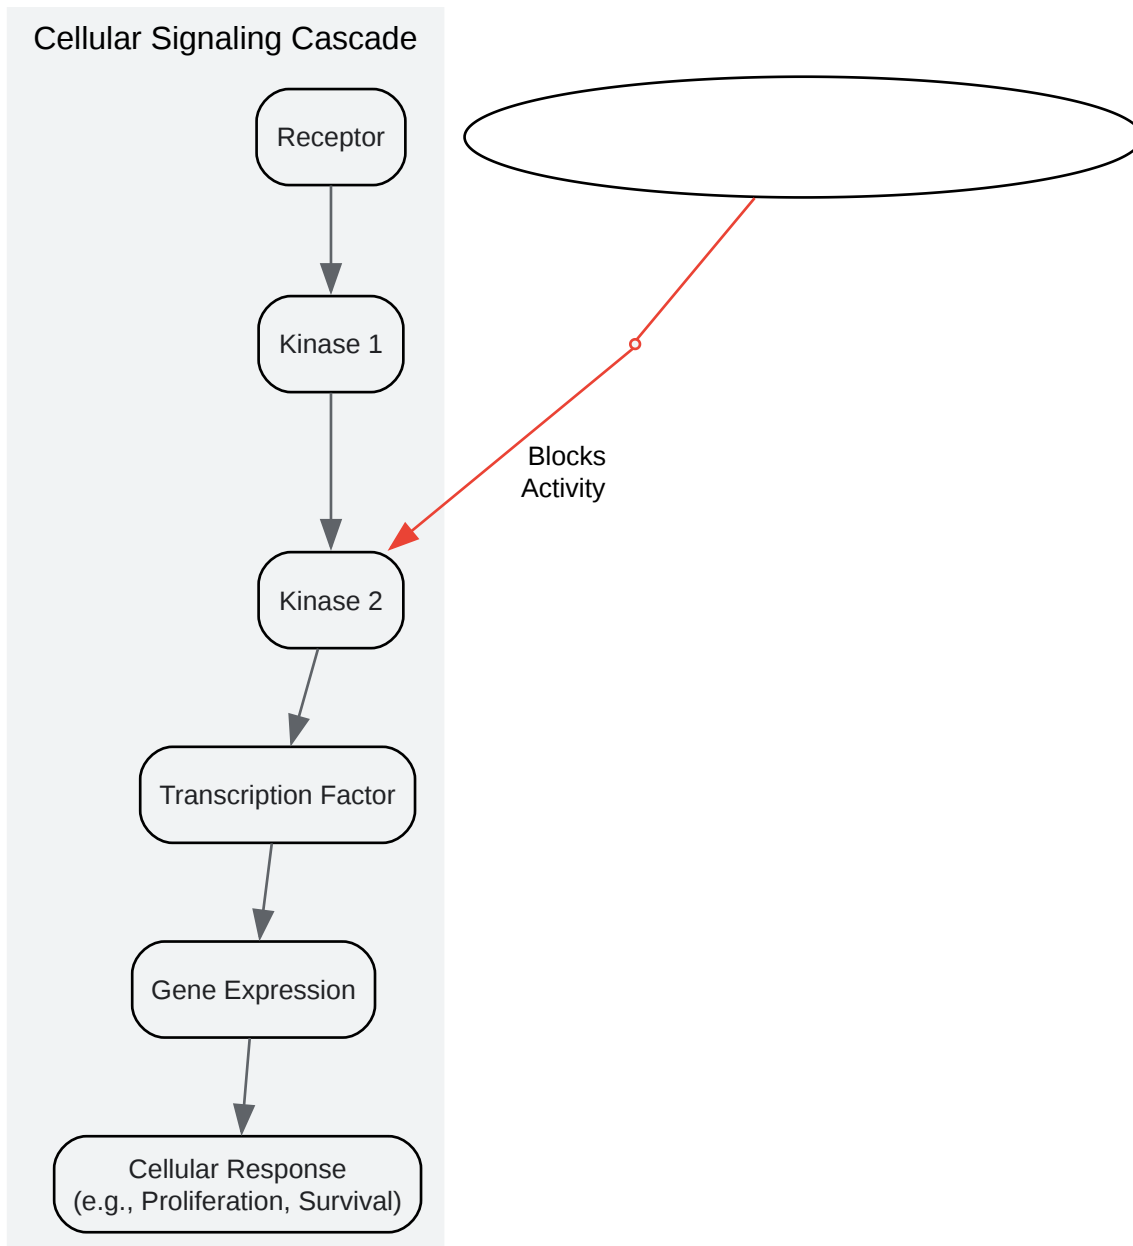 Cellular Signaling Cascade
Receptor
Kinase 1
Blocks
Activity
Kinase 2
Transcription Factor
Gene Expression
Cellular Response
(e.g., Proliferation, Survival)